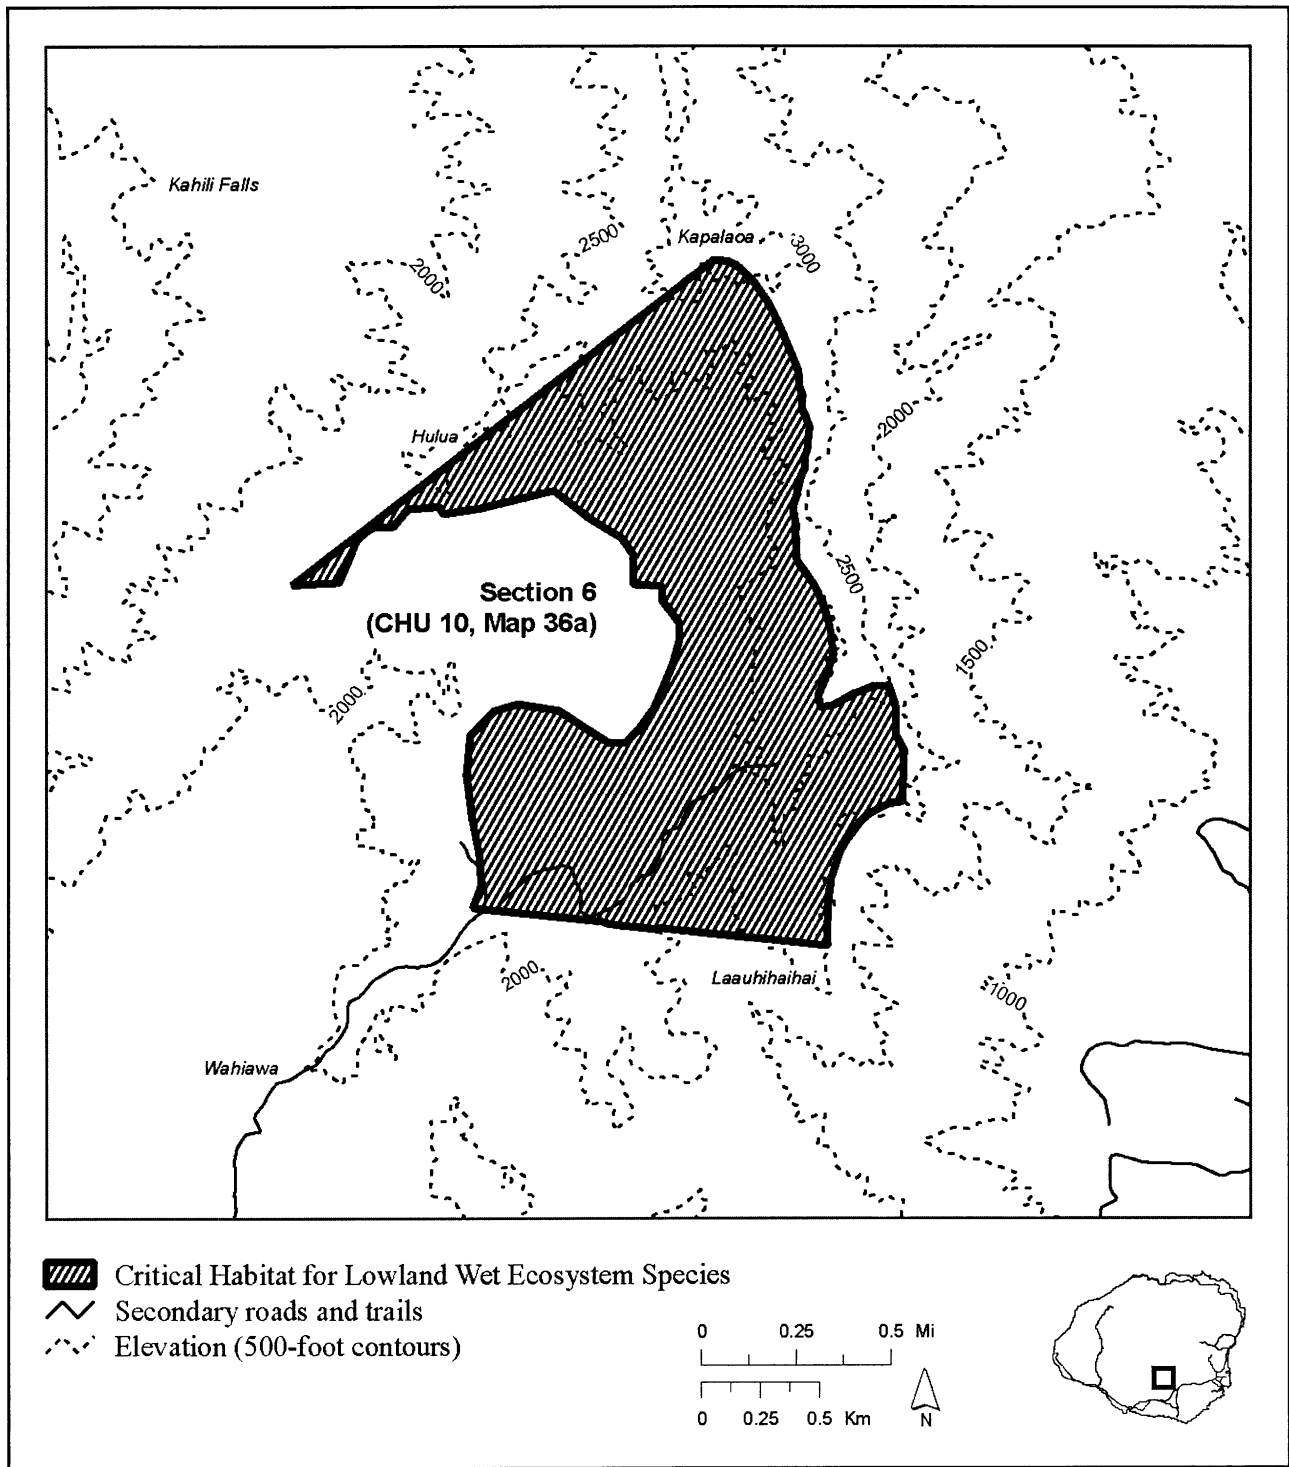 Kahili Falls
2500
Kapalaoa
3000
2000
2000
Hulua
2500
Section 6
(CHU 10, Map 36a)
1500
2000
2000
Laauhihaihai
1000
Wahiawa
Critical Habitat for Lowland Wet Ecosystem Species
Secondary roads and trails
Elevation (500-foot contours)
0 0.25 0.5 Mi
0 0.25 0.5 Km
N